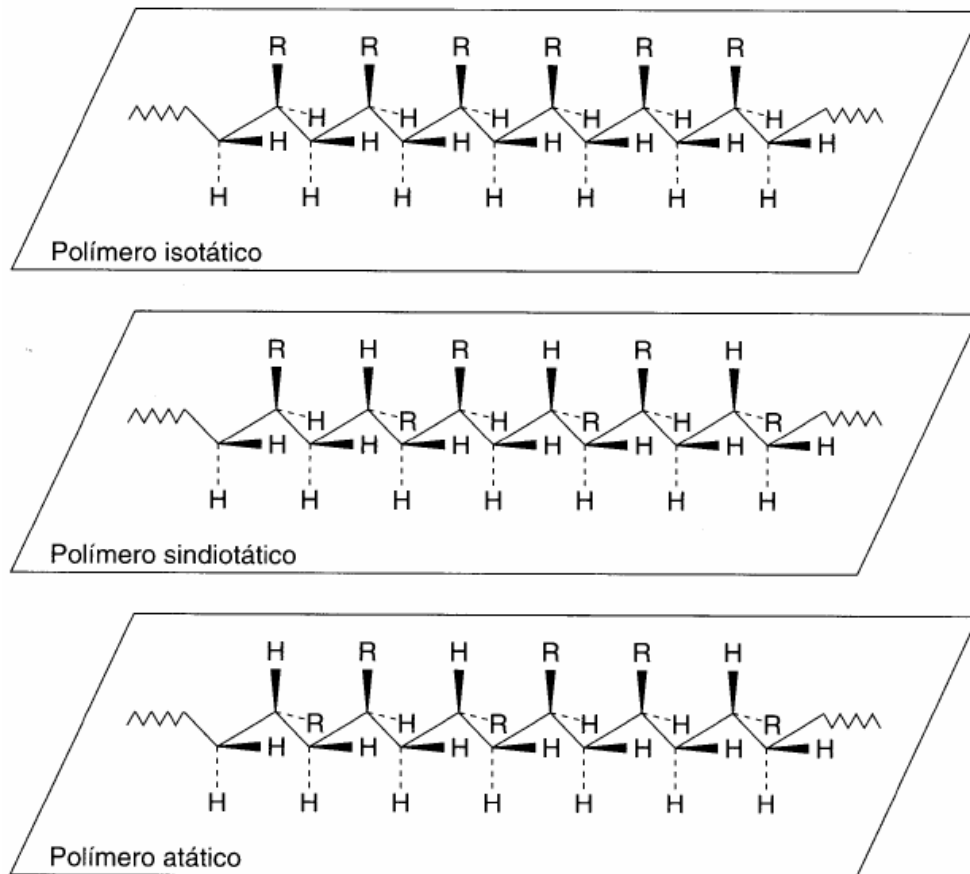 R R R R R R
H H H H H H
H H H H H H
H H H H H H H
Polímero isotático
R H R H R H
H R H R H R
H H H H H H H
H H H H H H H
Polímero sindiotático
H R H R R H
R H R H H R
H H H H H H H
H H H H H H H
Polímero atático